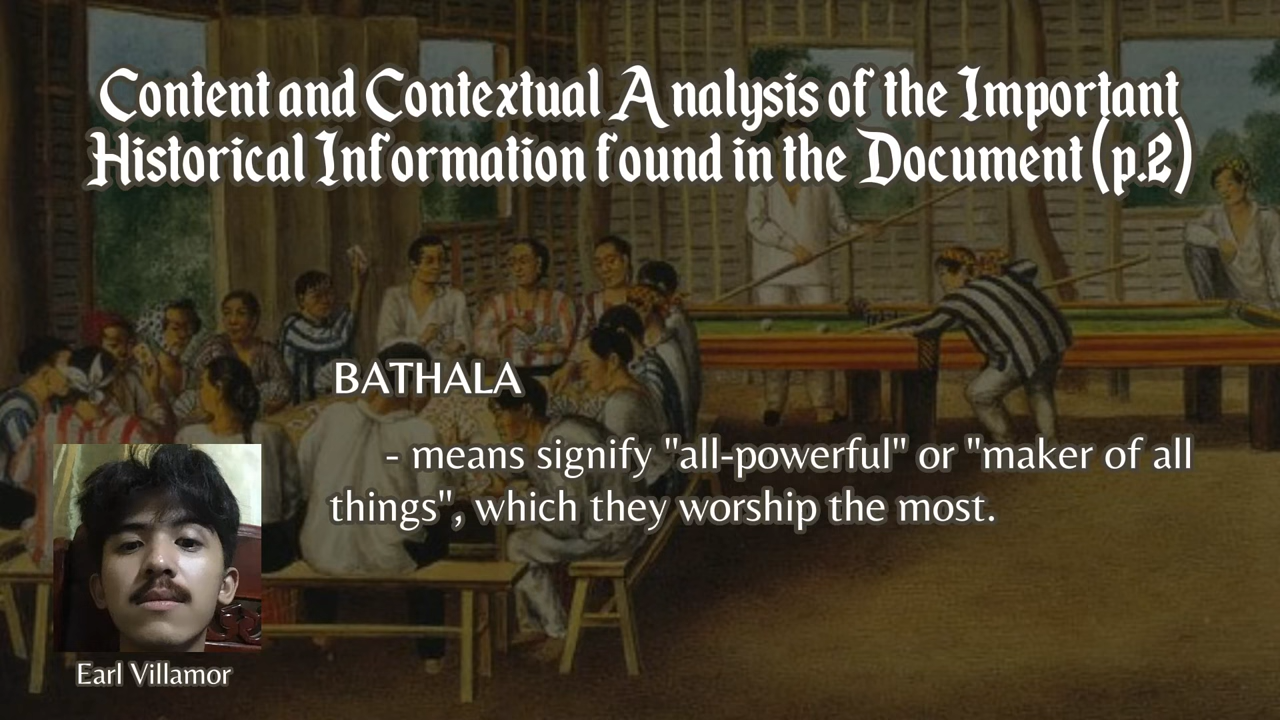 Content and Contextual Analysis of the Important
Historical Information found in the Document (p.2)
BATHALA
- means signify "all-powerful" or "maker of all
things", which they worship the most.
Earl Villamor